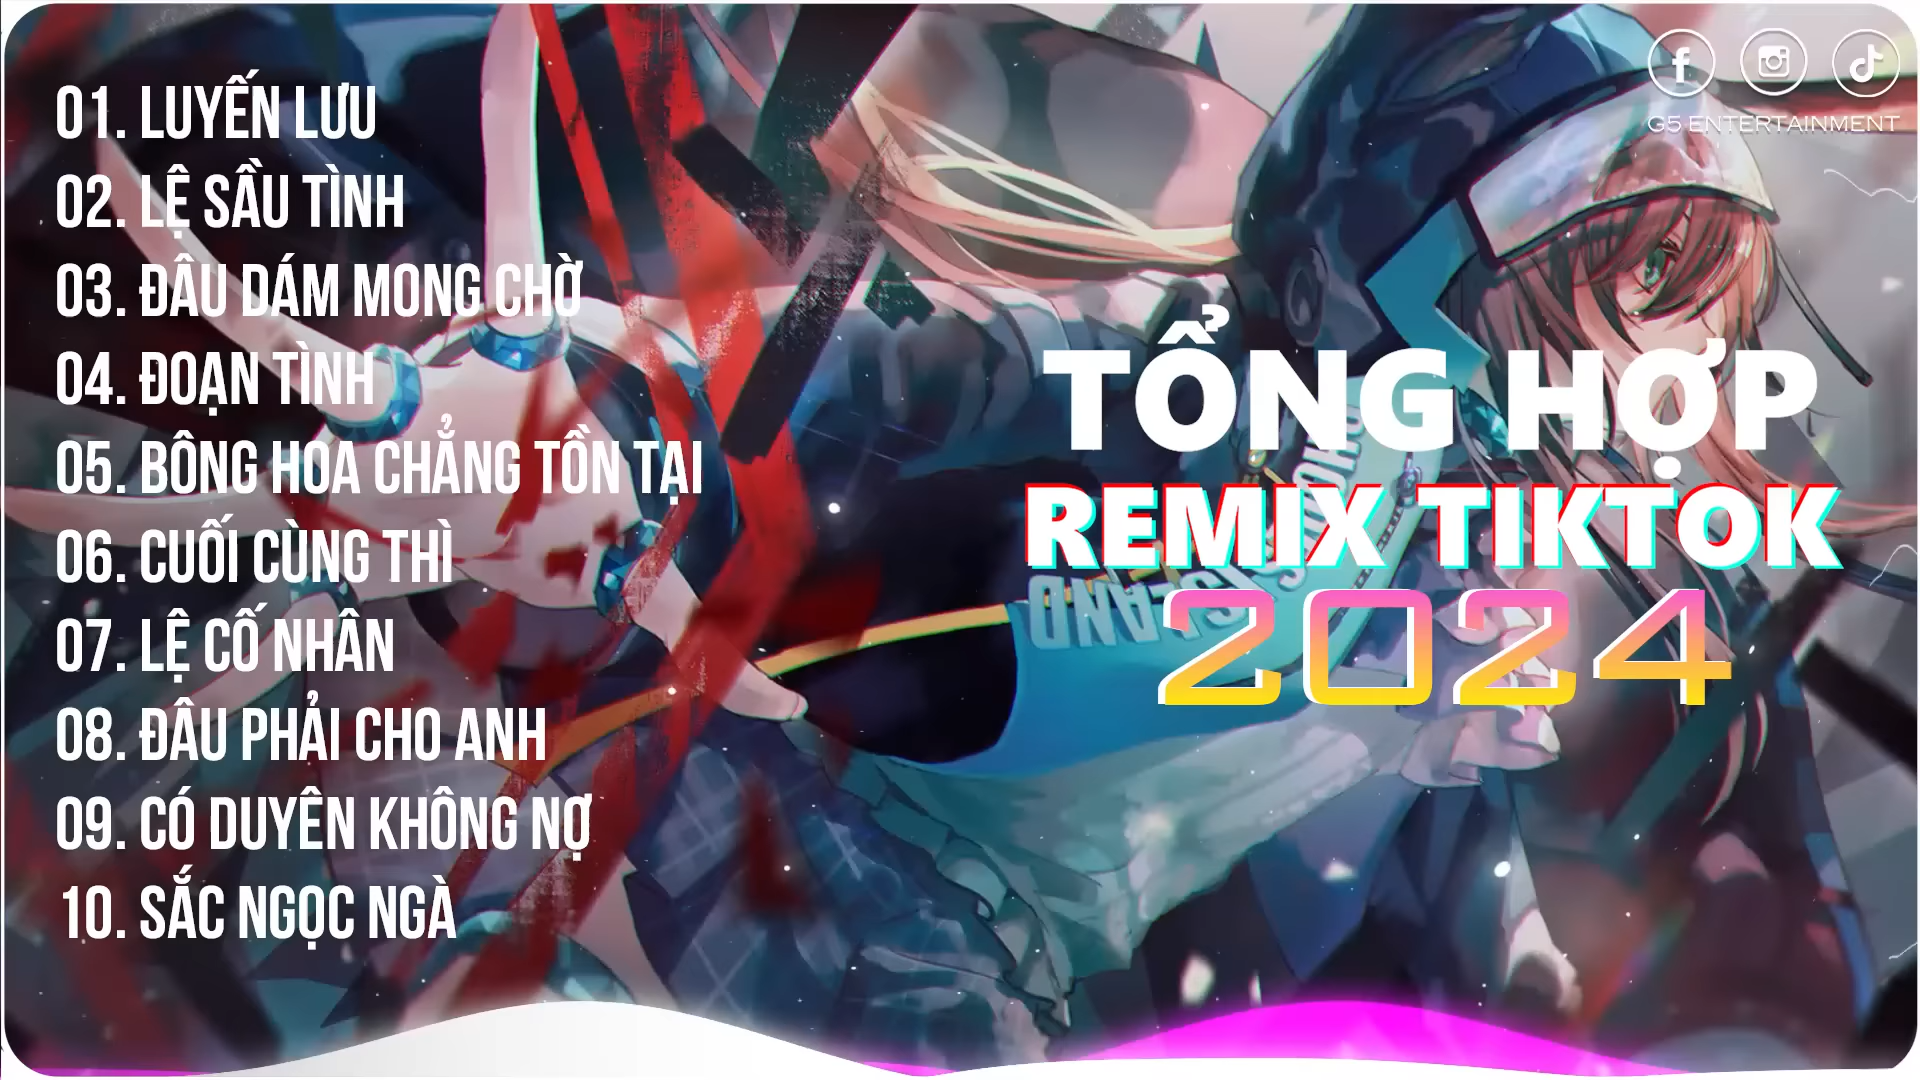 01. LUYẾN LƯU
02. LỆ SẦU TÌNH
03. ĐÂU DÁM MONG CHỜ
04. ĐOẠN TÌNH
05. BÔNG HOA CHẲNG TỒN TẠI
06. CUỐI CÙNG THÌ
07. LỆ CỐ NHÂN
08. ĐÂU PHẢI CHO ANH
09. CÓ DUYÊN KHÔNG NỢ
10. SẮC NGỌC NGÀ
G5 ENTERTAINMENT
TỔNG HỢP
REMIX TIKTOK
2024
ISLAND